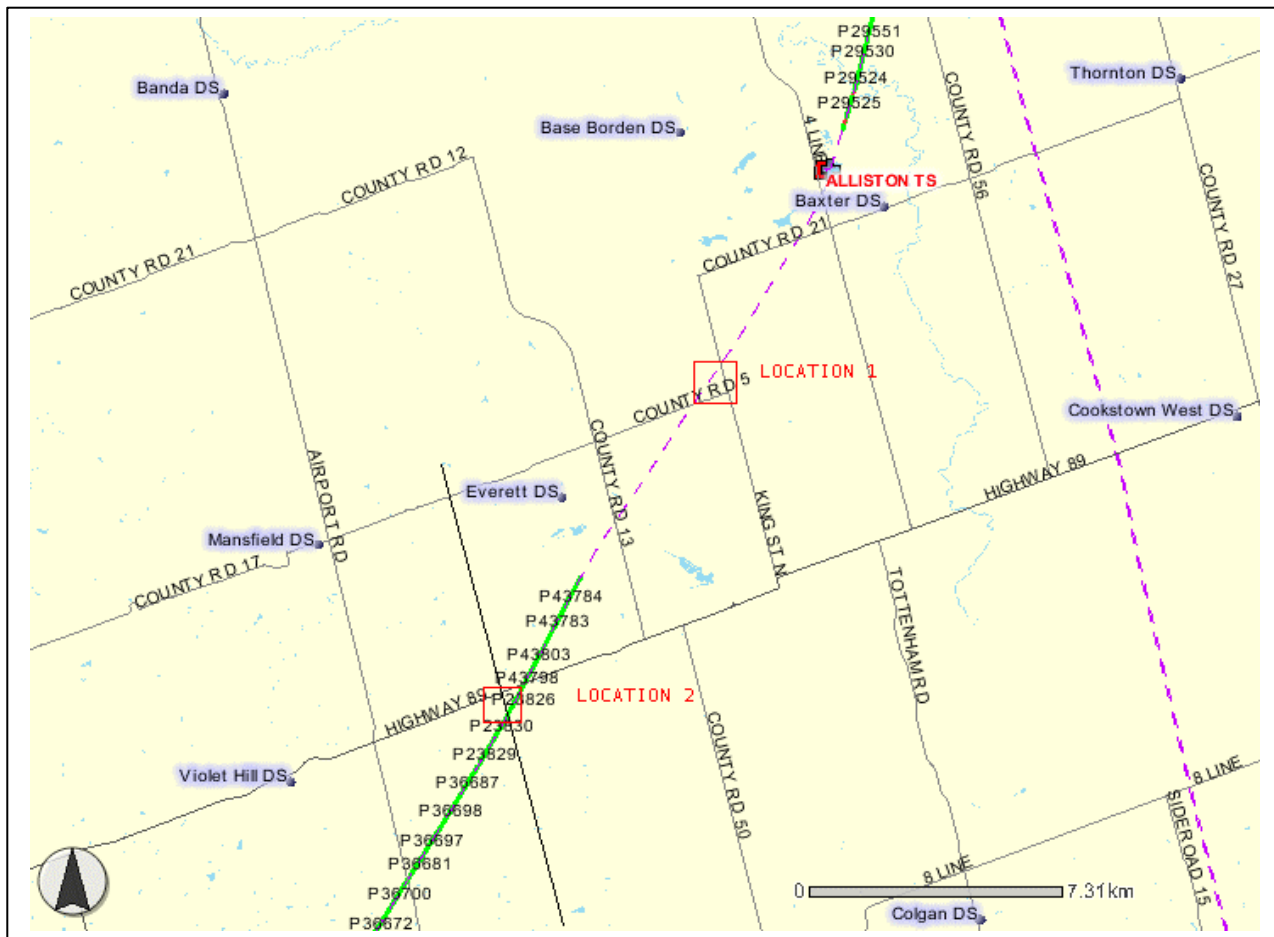 P29551
P29530
P29524
P29525
Thornton DS
Banda DS
Base Borden DS
4 LINE
COUNTY RD 56
COUNTY RD 12
ALLISTON TS
Baxter DS
COUNTY RD 27
COUNTY RD 21
COUNTY RD 21
LOCATION 1
COUNTY RD 5
Cookstown West DS
COUNTY RD 13
AIRPORT RD
HIGHWAY 89
Everett DS
KING ST N
Mansfield DS
COUNTY RD 17
TOTTENHAM RD
P43784
P43783
P43803
P43798
P23826
LOCATION 2
HIGHWAY 89
P23830
P23829
Violet Hill DS
P36687
COUNTY RD 50
8 LINE
P36698
SIDEROAD 15
P36697
P36681
8 LINE
P36700
0
7.31km
P36672
Colgan DS